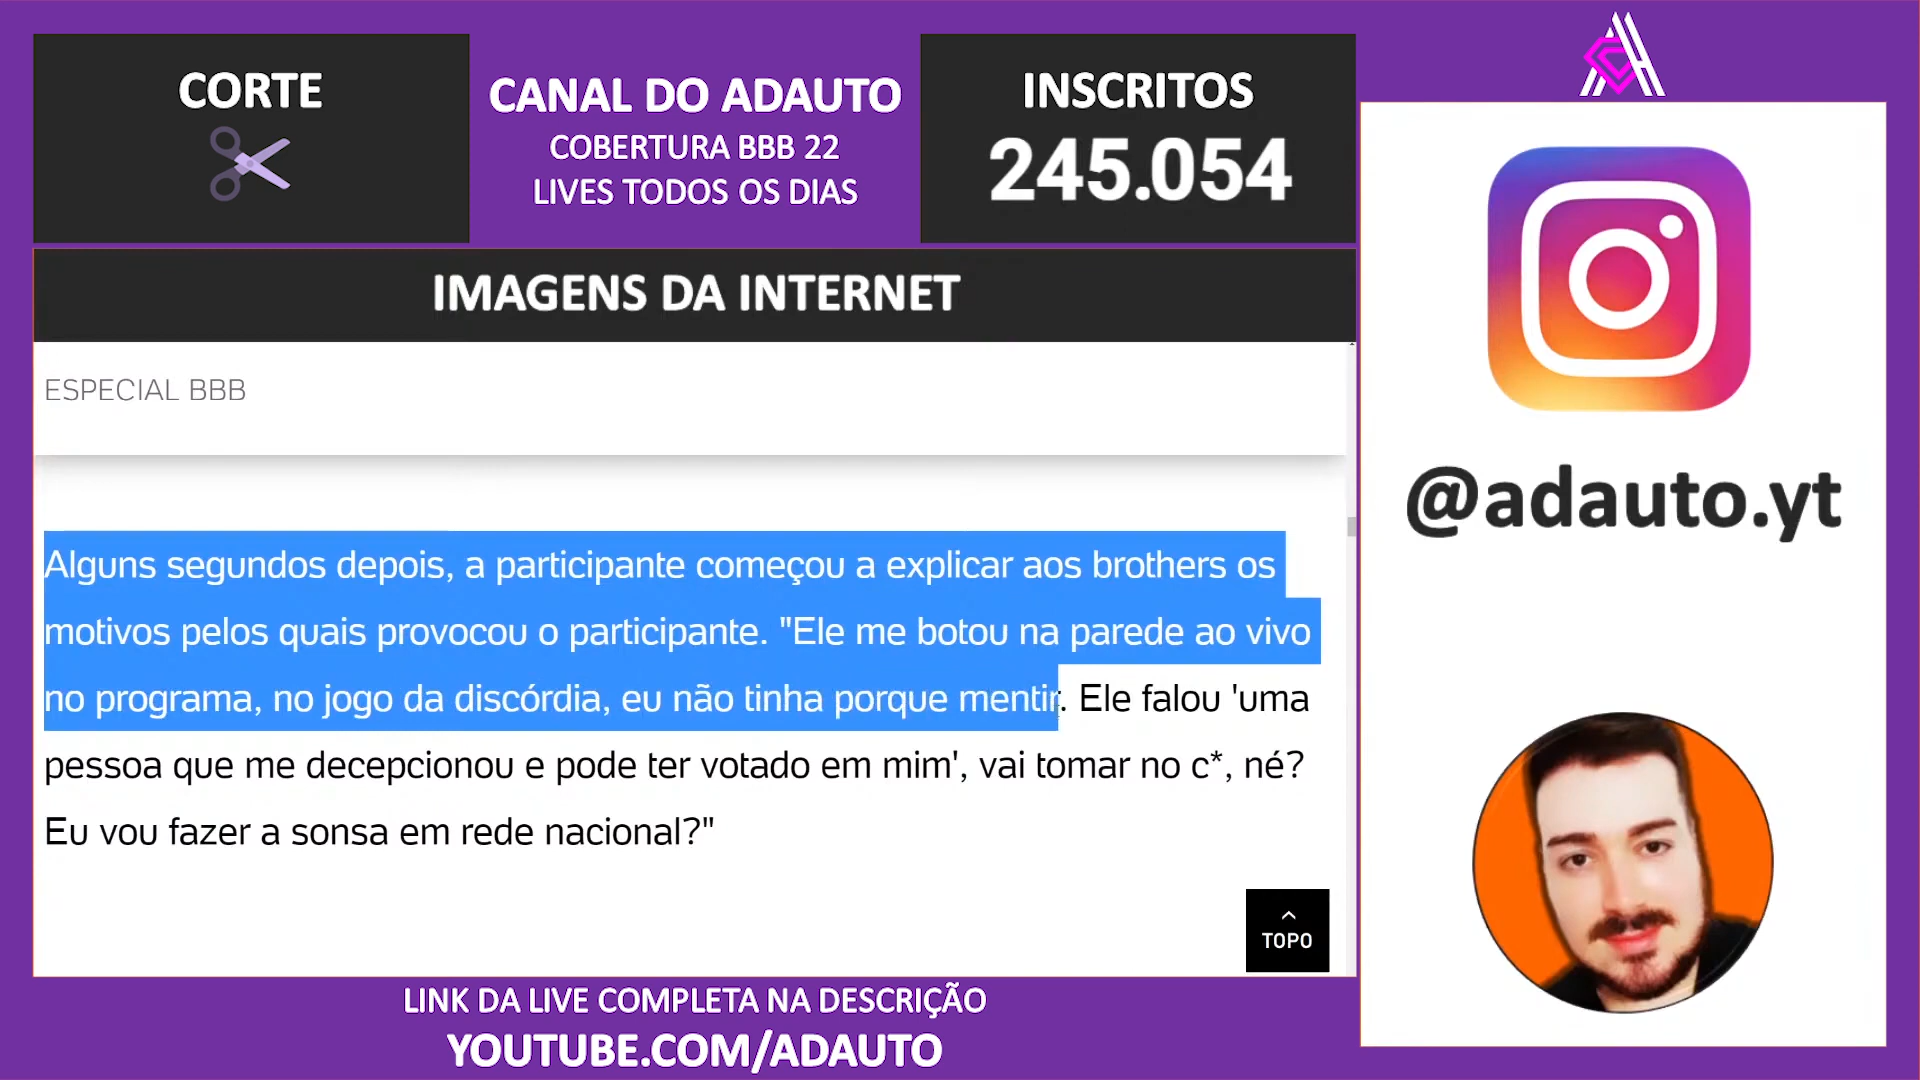 CORTE
CANAL DO ADAUTO
COBERTURA BBB 22
LIVES TODOS OS DIAS
INSCRITOS
245.054
IMAGENS DA INTERNET
ESPECIAL BBB
Alguns segundos depois, a participante começou a explicar aos brothers os
motivos pelos quais provocou o participante. "Ele me botou na parede ao vivo
no programa, no jogo da discórdia, eu não tinha porque mentir. Ele falou 'uma
pessoa que me decepcionou e pode ter votado em mim', vai tomar no c*, né?
Eu vou fazer a sonsa em rede nacional?"
TOPO
LINK DA LIVE COMPLETA NA DESCRIÇÃO
YOUTUBE.COM/ADAUTO
@adauto.yt